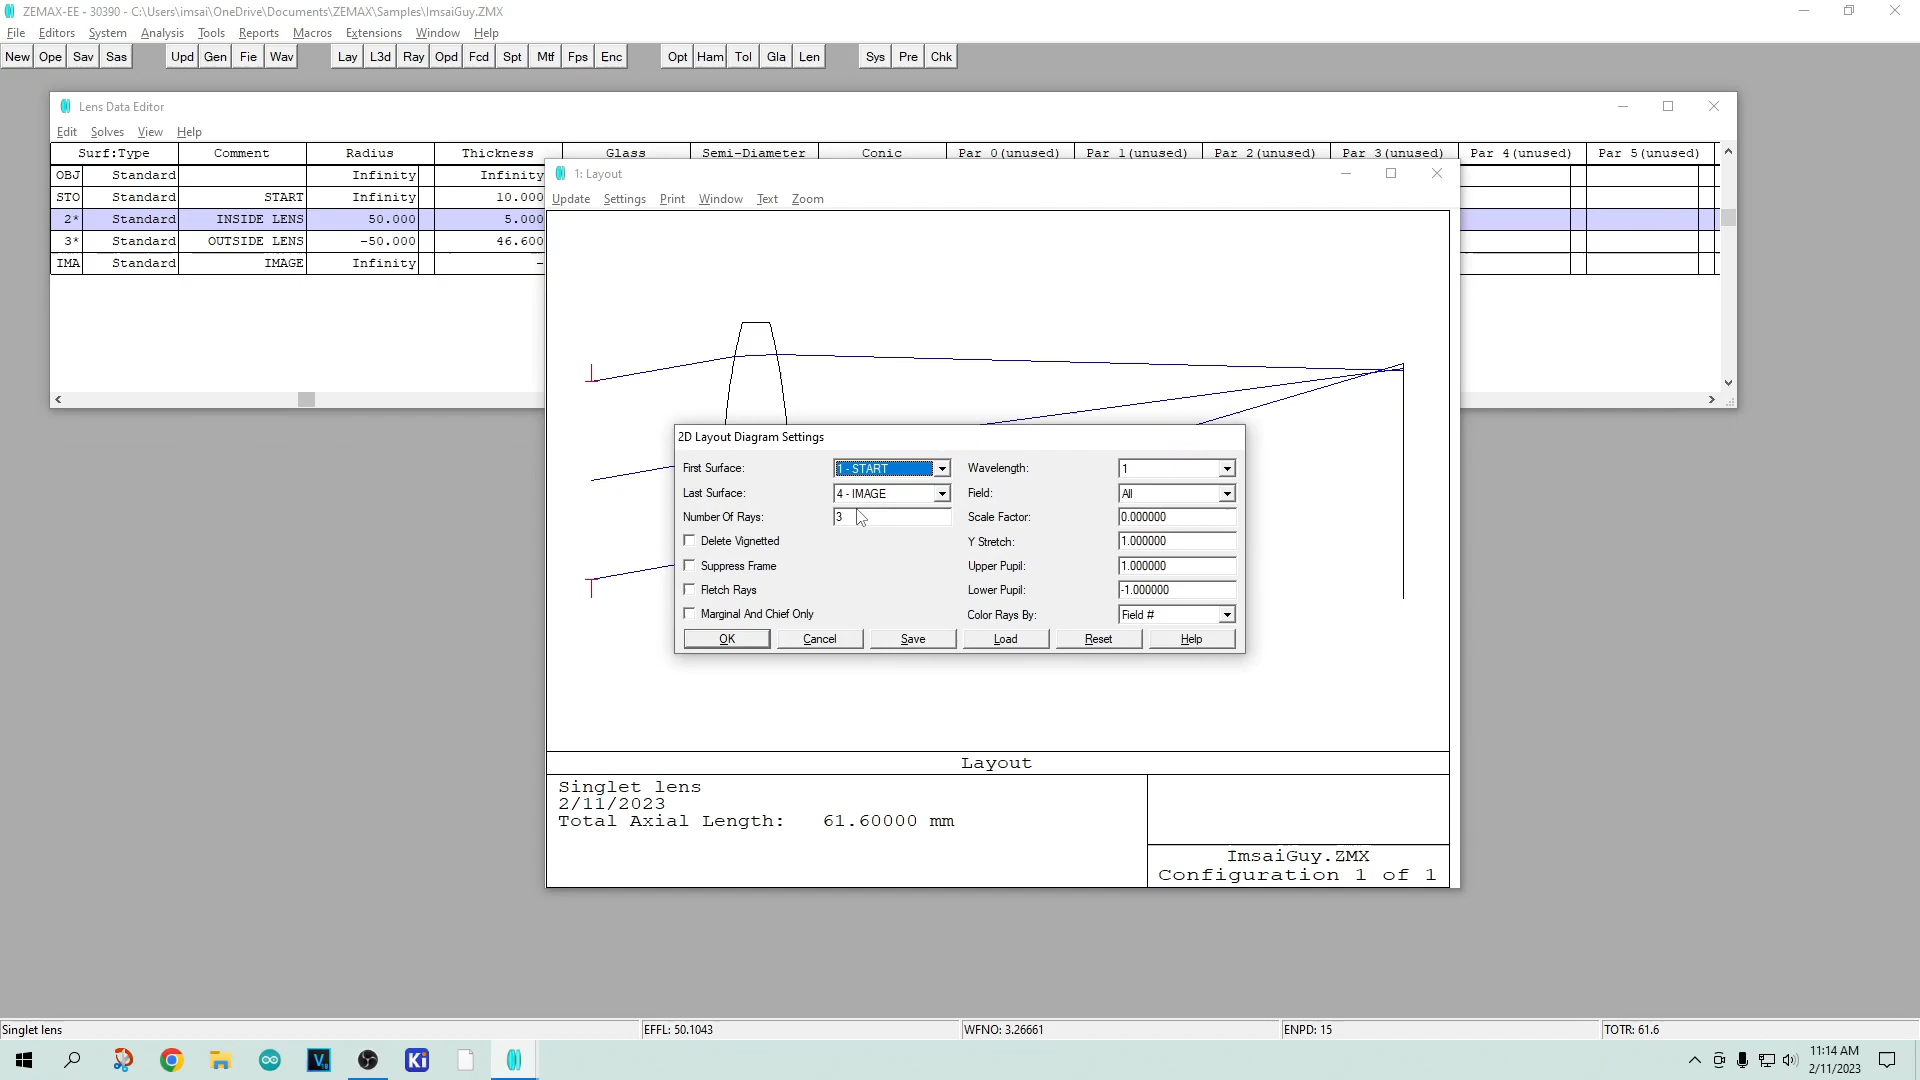 ZEMAX-EE - 30390 - C:\Users\imsai\OneDrive\Documents\ZEMAX\Samples\ImsaiGuy.ZMX
File Editors System Analysis Tools Reports Macros Extensions Window Help
New Ope Sav Sas Upd Gen Fie Wav Lay L3d Ray Opd Fcd Spt Mtf Fps Enc Opt Ham Tol Gla Len Sys Pre Chk
Lens Data Editor
Edit Solves View Help
Surf:Type Comment Radius Thickness Glass Semi-Diameter Conic Par 0(unused) Par 1(unused) Par 2(unused) Par 3(unused) Par 4(unused) Par 5(unused)
OBJ Standard Infinity Infinity
STO Standard START Infinity 10.000
2* Standard INSIDE LENS 50.000 5.000
3* Standard OUTSIDE LENS -50.000 46.600
IMA Standard IMAGE Infinity -
1: Layout
Update Settings Print Window Text Zoom
2D Layout Diagram Settings
First Surface: 1 - START Wavelength: 1
Last Surface: 4 - IMAGE Field: All
Number Of Rays: 3 Scale Factor: 0.000000
Delete Vignetted Y Stretch: 1.000000
Suppress Frame Upper Pupil: 1.000000
Fletch Rays Lower Pupil: -1.000000
Marginal And Chief Only Color Rays By: Field #
OK Cancel Save Load Reset Help
Layout
Singlet lens
2/11/2023
Total Axial Length: 61.60000 mm
ImsaiGuy.ZMX
Configuration 1 of 1
Singlet lens EFFL: 50.1043 WFNO: 3.26661 ENPD: 15 TOTR: 61.6
Ki
11:14 AM
2/11/2023